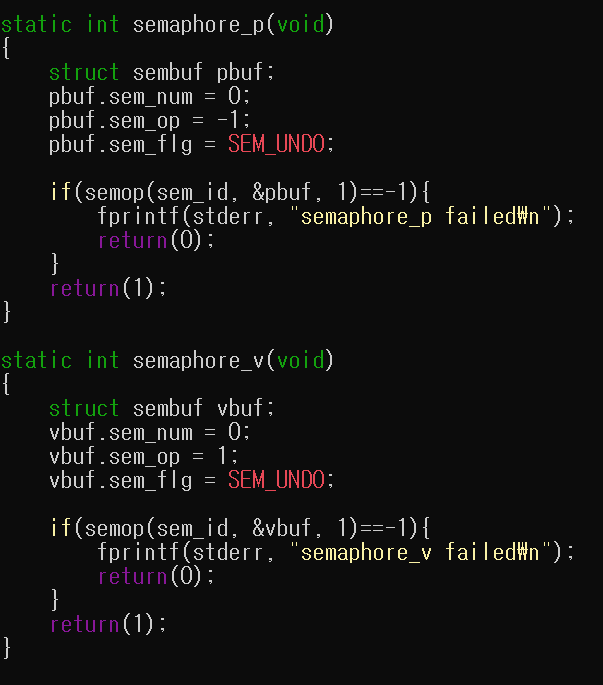 static int semaphore_p(void)
{
    struct sembuf pbuf;
    pbuf.sem_num = 0;
    pbuf.sem_op = -1;
    pbuf.sem_flg = SEM_UNDO;

    if(semop(sem_id, &pbuf, 1)==-1){
        fprintf(stderr, "semaphore_p failed₩n");
        return(0);
    }
    return(1);
}

static int semaphore_v(void)
{
    struct sembuf vbuf;
    vbuf.sem_num = 0;
    vbuf.sem_op = 1;
    vbuf.sem_flg = SEM_UNDO;

    if(semop(sem_id, &vbuf, 1)==-1){
        fprintf(stderr, "semaphore_v failed₩n");
        return(0);
    }
    return(1);
}